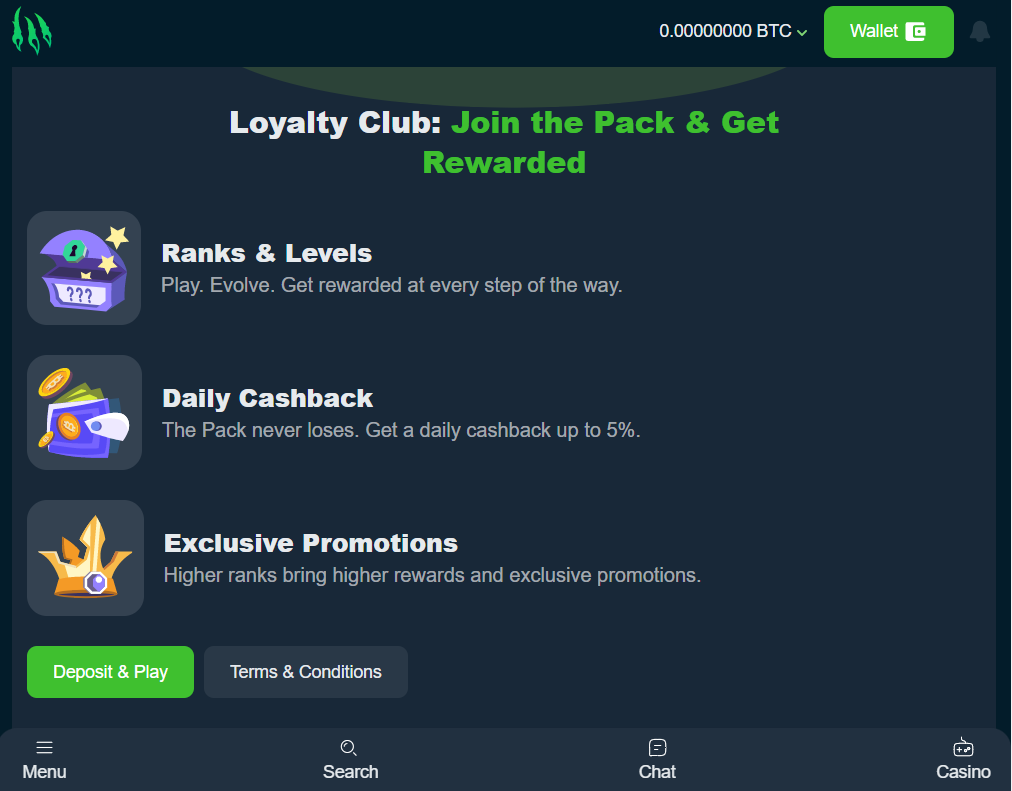 0.00000000 BTC
Wallet
Loyalty Club: Join the Pack & Get
Rewarded
???
Ranks & Levels
Play. Evolve. Get rewarded at every step of the way.
Daily Cashback
The Pack never loses. Get a daily cashback up to 5%.
Exclusive Promotions
Higher ranks bring higher rewards and exclusive promotions.
Deposit & Play
Terms & Conditions
Menu
Search
Chat
Casino